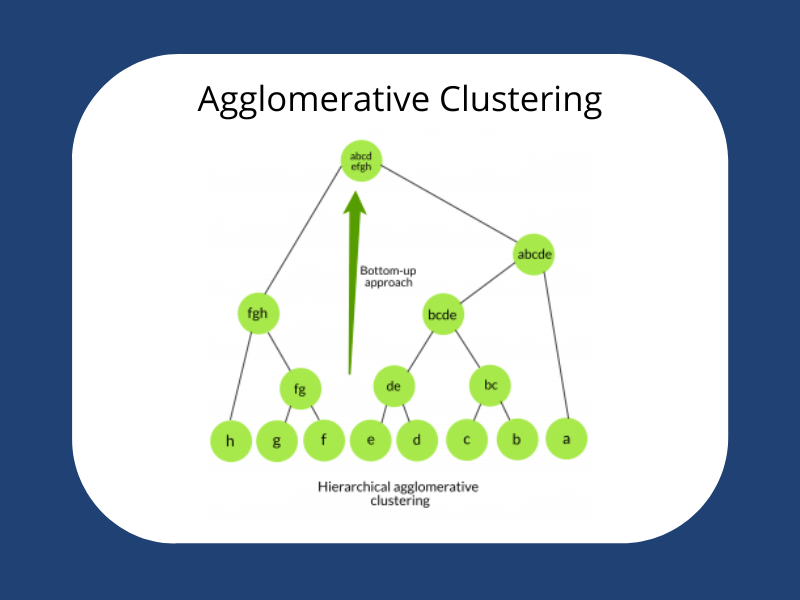 Agglomerative Clustering
abcd
efgh
abcde
Bottom-up
approach
fgh
bcde
fg
de
bc
h
g
f
e
d
c
b
a
Hierarchical agglomerative
clustering